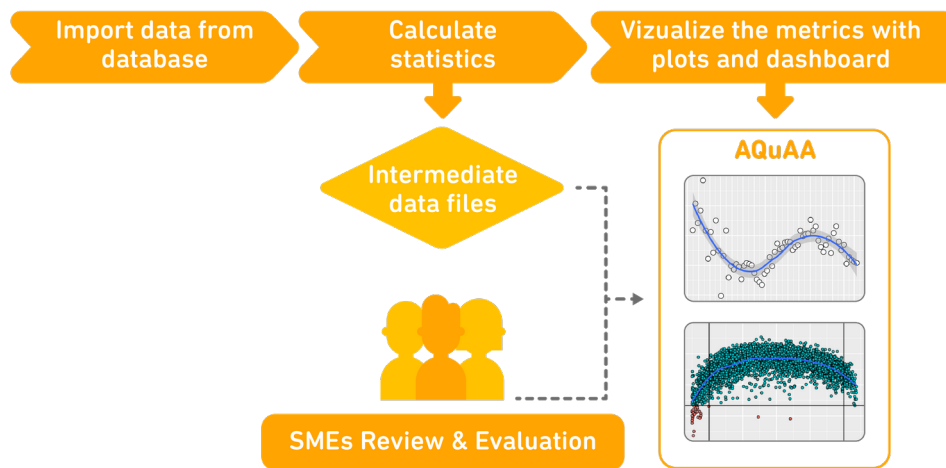 Import data from
database
Calculate
statistics
Vizualize the metrics with
plots and dashboard
AQuAA
Intermediate
data files
SMEs Review & Evaluation